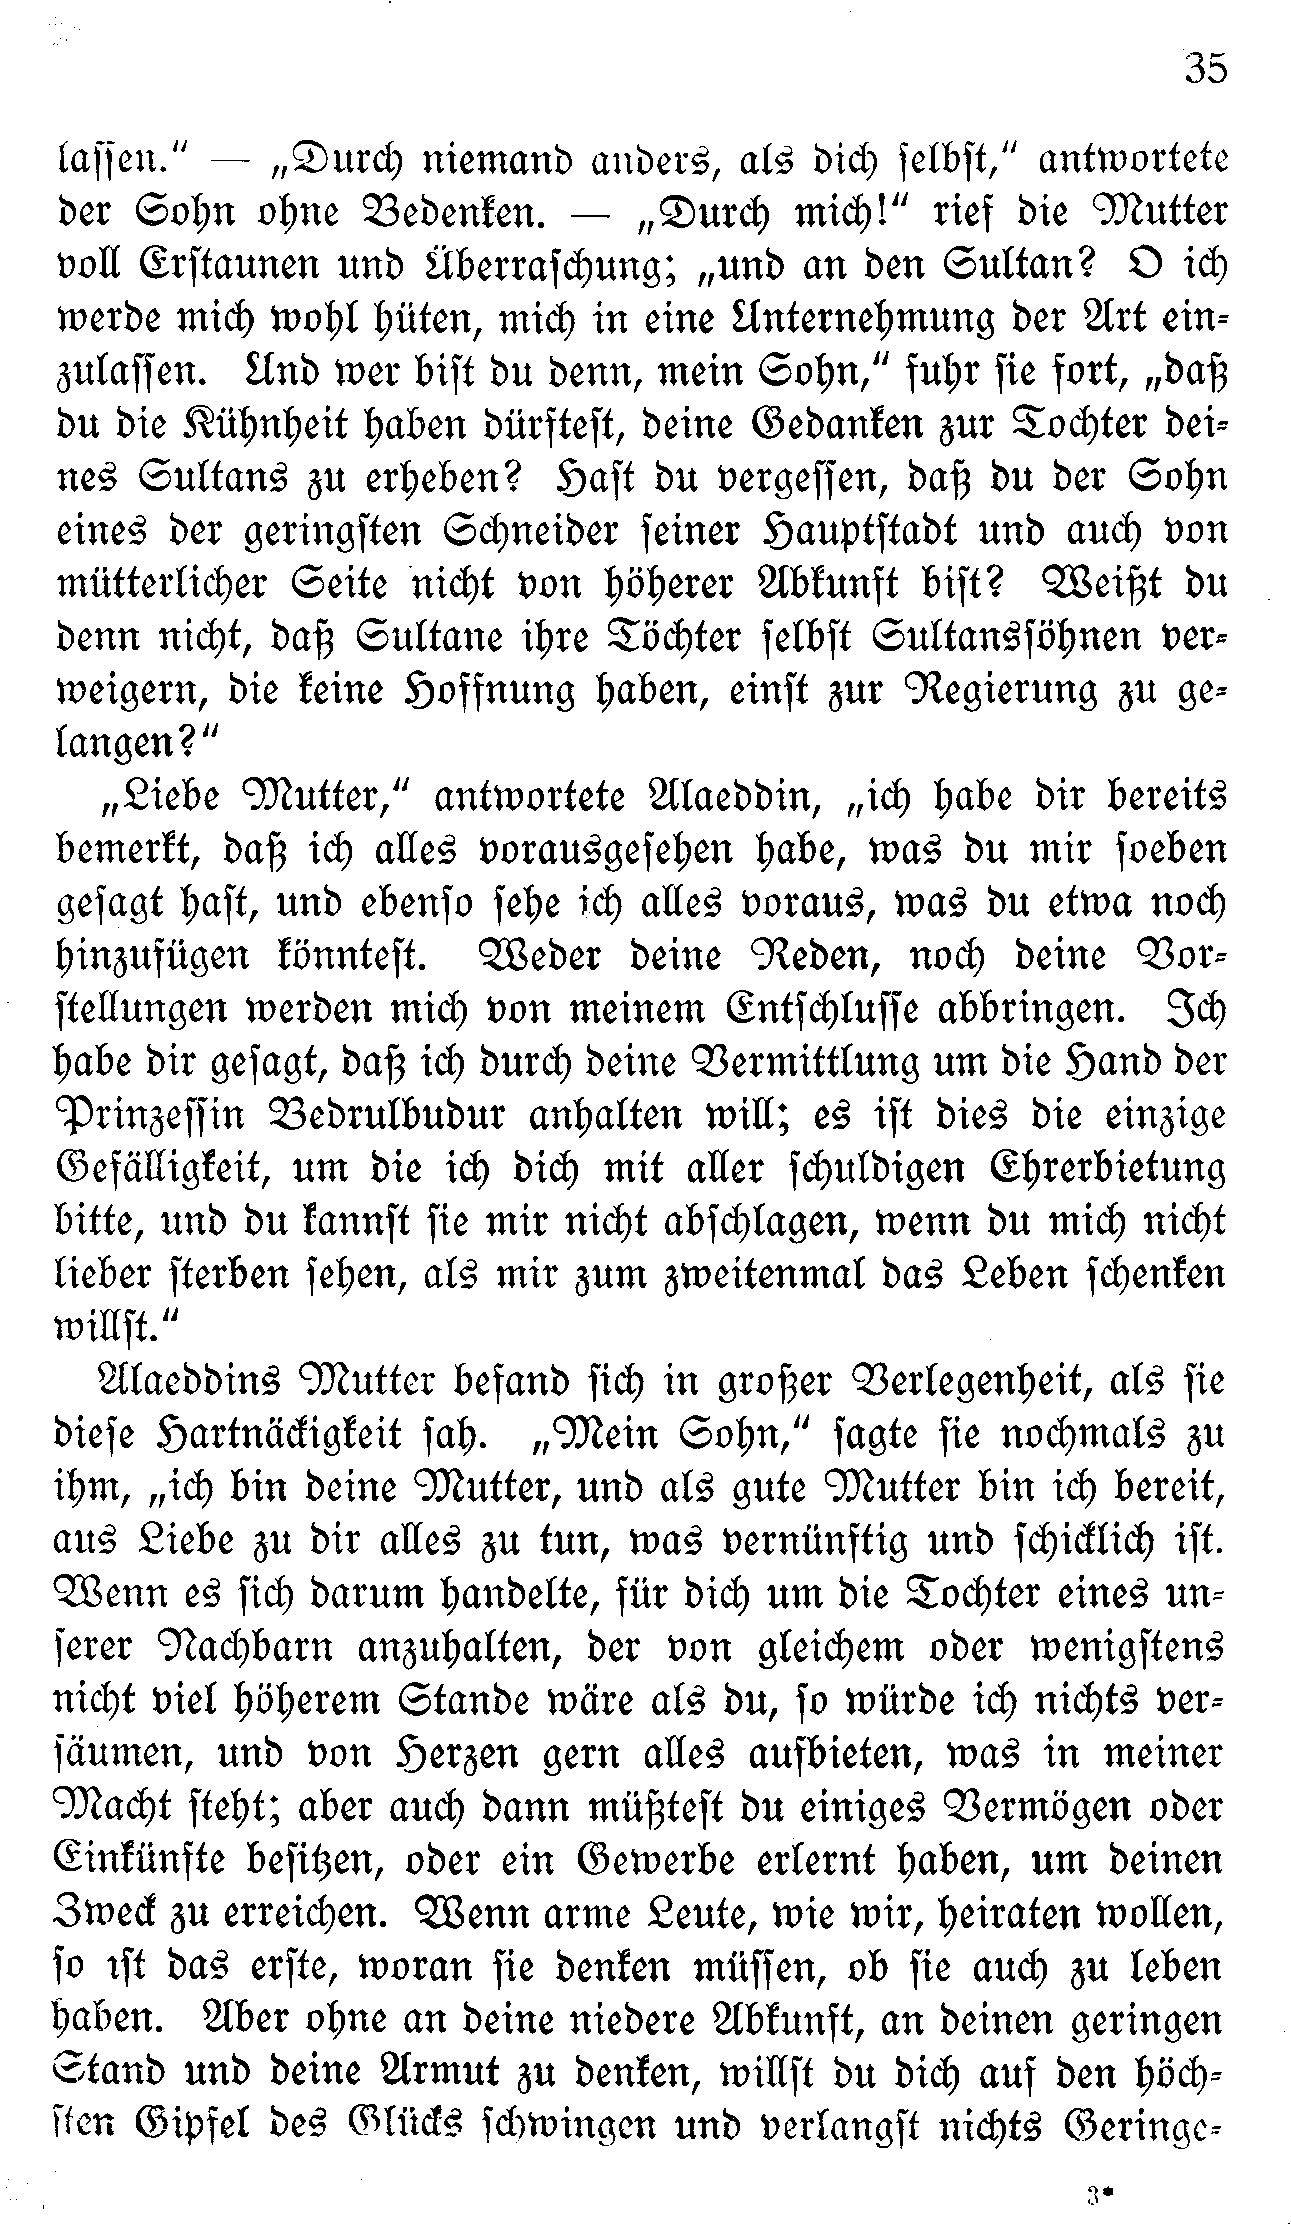 35
lassen.“ — „Durch niemand anders, als dich selbst,“ antwortete
der Sohn ohne Bedenken. — „Durch mich!“ rief die Mutter
voll Erstaunen und Überraschung; „und an den Sultan? O ich
werde mich wohl hüten, mich in eine Unternehmung der Art ein-
zulassen. Und wer bist du denn, mein Sohn,“ fuhr sie fort, „daß
du die Kühnheit haben dürftest, deine Gedanken zur Tochter dei-
nes Sultans zu erheben? Hast du vergessen, daß du der Sohn
eines der geringsten Schneider seiner Hauptstadt und auch von
mütterlicher Seite nicht von höherer Abkunft bist? Weißt du
denn nicht, daß Sultane ihre Töchter selbst Sultanssöhnen ver-
weigern, die keine Hoffnung haben, einst zur Regierung zu ge-
langen?“
„Liebe Mutter,“ antwortete Alaeddin, „ich habe dir bereits
bemerkt, daß ich alles vorausgesehen habe, was du mir soeben
gesagt hast, und ebenso sehe ich alles voraus, was du etwa noch
hinzufügen könntest. Weder deine Reden, noch deine Vor-
stellungen werden mich von meinem Entschlusse abbringen. Ich
habe dir gesagt, daß ich durch deine Vermittlung um die Hand der
Prinzessin Bedrulbudur anhalten will; es ist dies die einzige
Gefälligkeit, um die ich dich mit aller schuldigen Ehrerbietung
bitte, und du kannst sie mir nicht abschlagen, wenn du mich nicht
lieber sterben sehen, als mir zum zweitenmal das Leben schenken
willst.“
Alaeddins Mutter befand sich in großer Verlegenheit, als sie
diese Hartnäckigkeit sah. „Mein Sohn,“ sagte sie nochmals zu
ihm, „ich bin deine Mutter, und als gute Mutter bin ich bereit,
aus Liebe zu dir alles zu tun, was vernünftig und schicklich ist.
Wenn es sich darum handelte, für dich um die Tochter eines un-
serer Nachbarn anzuhalten, der von gleichem oder wenigstens
nicht viel höherem Stande wäre als du, so würde ich nichts ver-
säumen, und von Herzen gern alles aufbieten, was in meiner
Macht steht; aber auch dann müßtest du einiges Vermögen oder
Einkünfte besitzen, oder ein Gewerbe erlernt haben, um deinen
Zweck zu erreichen. Wenn arme Leute, wie wir, heiraten wollen,
so ist das erste, woran sie denken müssen, ob sie auch zu leben
haben. Aber ohne an deine niedere Abkunft, an deinen geringen
Stand und deine Armut zu denken, willst du dich auf den höch-
sten Gipfel des Glücks schwingen und verlangst nichts Geringe-
3*